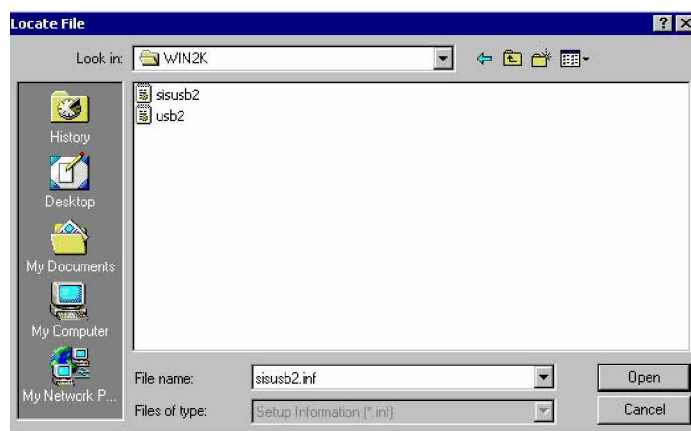 Locate File
Look in:
WIN2K
sisusb2
usb2
History
Desktop
My Documents
My Computer
My Network P...
File name:
sisusb2.inf
Open
Files of type:
Setup Information (*.inf)
Cancel